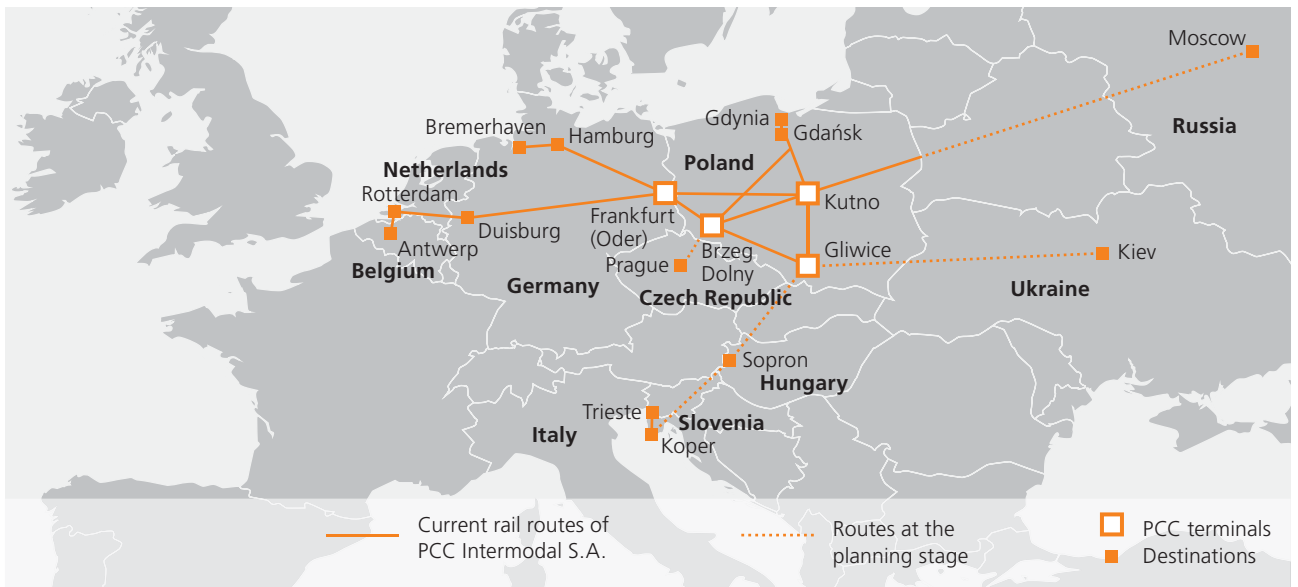 Moscow
Gdynia
Gdańsk
Bremerhaven
Hamburg
Russia
Netherlands
Poland
Rotterdam
Kutno
Duisburg
Frankfurt
(Oder)
Antwerp
Brzeg
Dolny
Gliwice
Kiev
Belgium
Prague
Germany
Czech Republic
Ukraine
Sopron
Hungary
Trieste
Slovenia
Italy
Koper
Current rail routes of
PCC Intermodal S.A.
Routes at the
planning stage
PCC terminals
Destinations